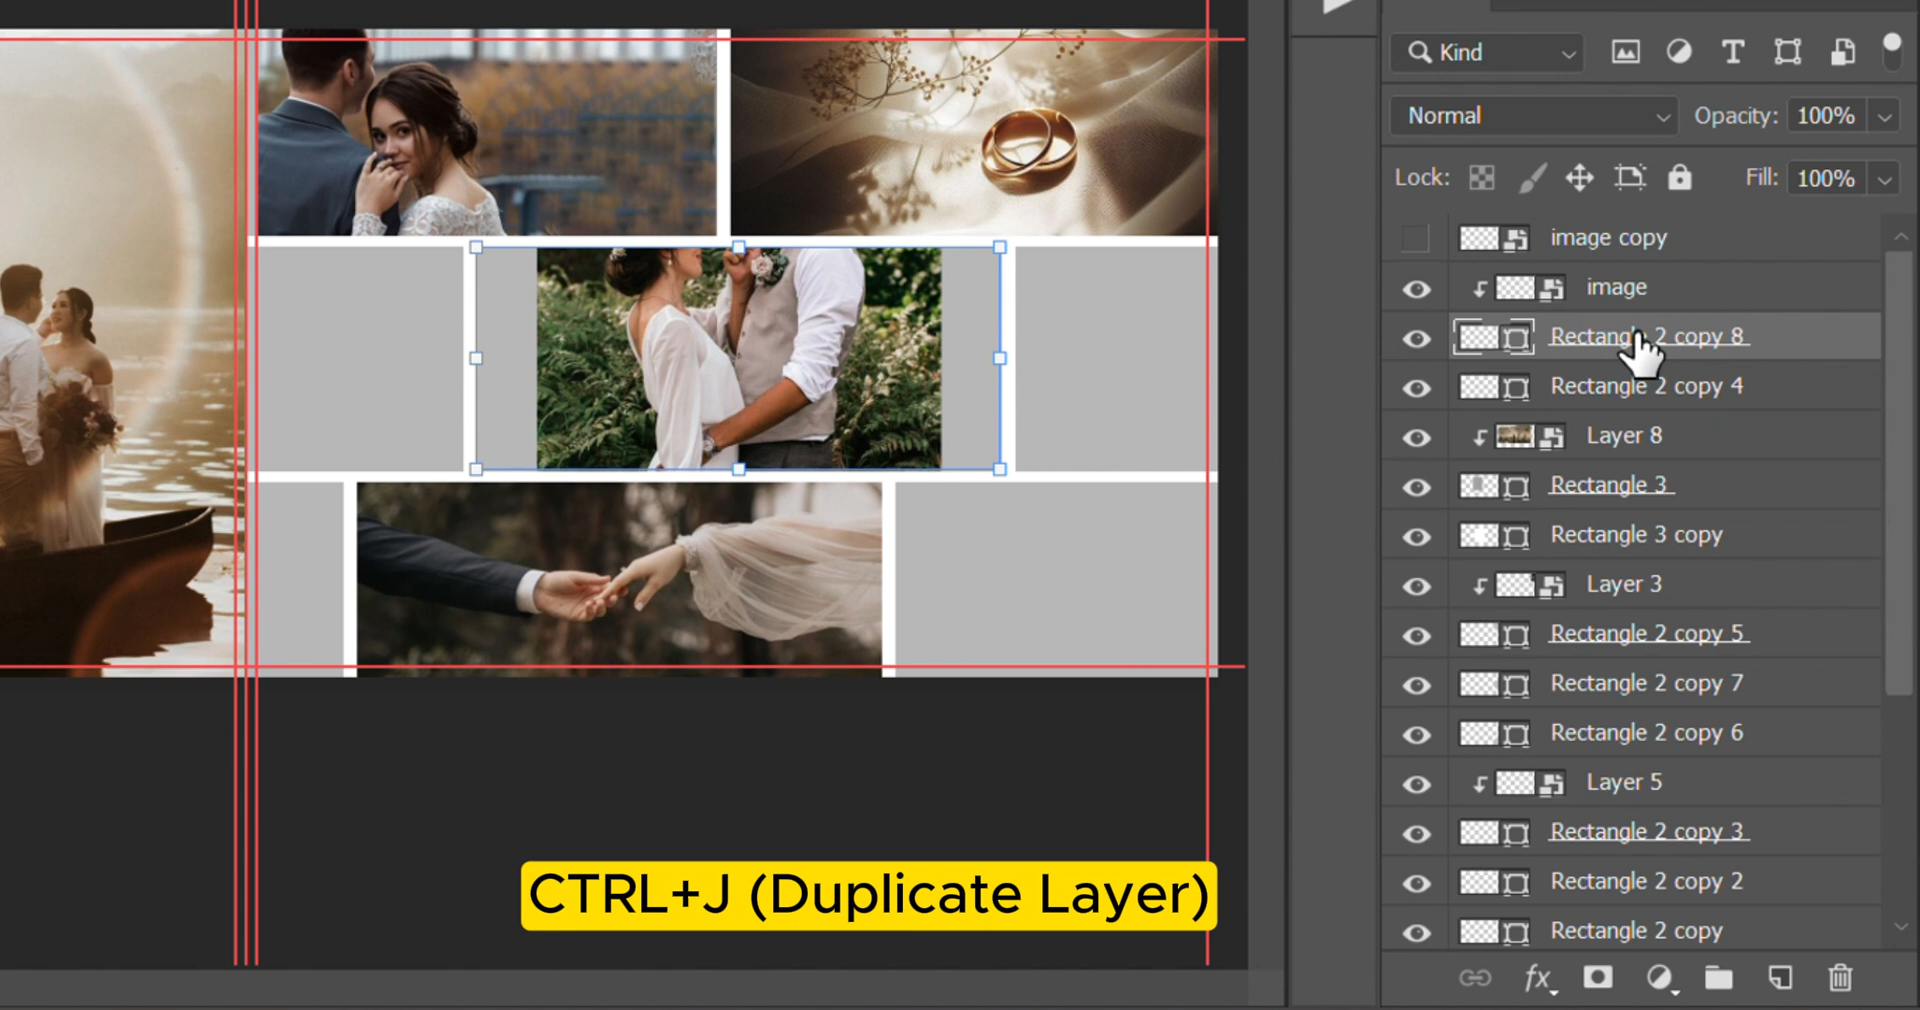 Kind
Normal
Opacity: 100%
Lock:
Fill: 100%
image copy
image
Rectangle 2 copy 8
Rectangle 2 copy 4
Layer 8
Rectangle 3
Rectangle 3 copy
Layer 3
Rectangle 2 copy 5
Rectangle 2 copy 7
Rectangle 2 copy 6
Layer 5
Rectangle 2 copy 3
Rectangle 2 copy 2
Rectangle 2 copy
fx
CTRL+J (Duplicate Layer)